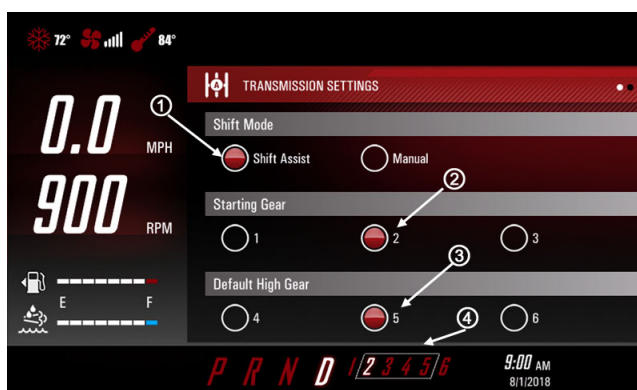 72° 84°
TRANSMISSION SETTINGS
①
0.0 MPH
Shift Mode
Shift Assist Manual
②
900 RPM
Starting Gear
1 2 3
③
Default High Gear
E F
4 5 6
④
P R N D 1 2 3 4 5 6
9:00 AM
8/1/2018